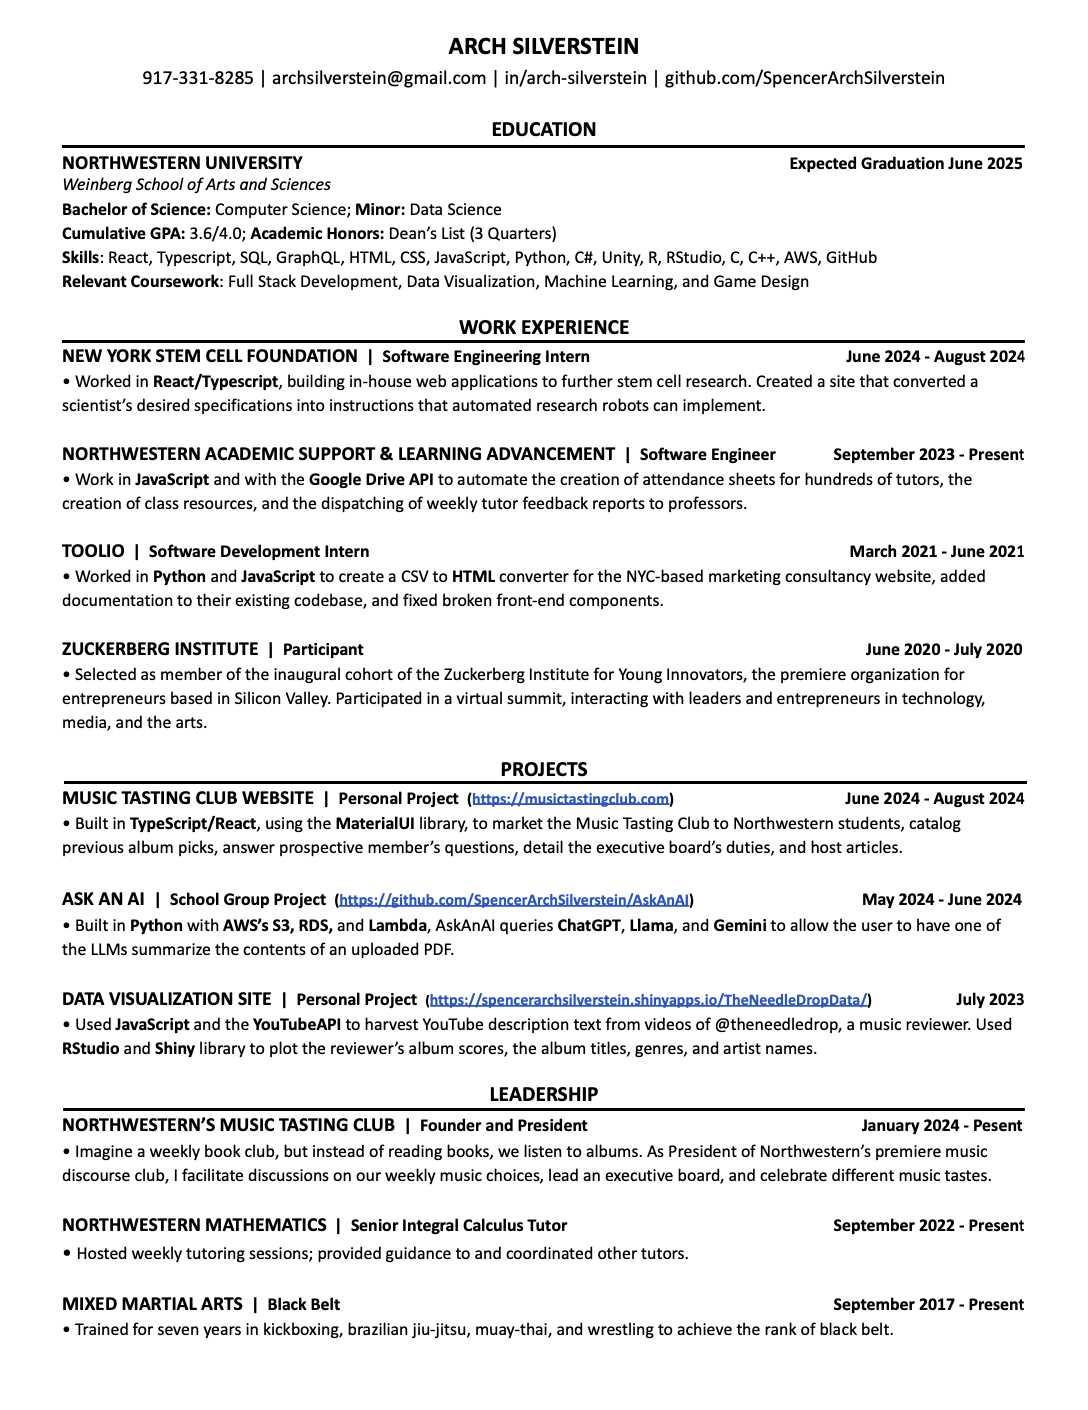 ARCH SILVERSTEIN
917-331-8285 | archsilverstein@gmail.com | in/arch-silverstein | github.com/SpencerArchSilverstein
EDUCATION
NORTHWESTERN UNIVERSITY Expected Graduation June 2025
Weinberg School of Arts and Sciences
Bachelor of Science: Computer Science; Minor: Data Science
Cumulative GPA: 3.6/4.0; Academic Honors: Dean's List (3 Quarters)
Skills: React, Typescript, SQL, GraphQL, HTML, CSS, JavaScript, Python, C#, Unity, R, RStudio, C, C++, AWS, GitHub
Relevant Coursework: Full Stack Development, Data Visualization, Machine Learning, and Game Design
WORK EXPERIENCE
NEW YORK STEM CELL FOUNDATION | Software Engineering Intern June 2024 - August 2024
• Worked in React/Typescript, building in-house web applications to further stem cell research. Created a site that converted a
scientist's desired specifications into instructions that automated research robots can implement.
NORTHWESTERN ACADEMIC SUPPORT & LEARNING ADVANCEMENT | Software Engineer September 2023 - Present
• Work in JavaScript and with the Google Drive API to automate the creation of attendance sheets for hundreds of tutors, the
creation of class resources, and the dispatching of weekly tutor feedback reports to professors.
TOOLIO | Software Development Intern March 2021 - June 2021
• Worked in Python and JavaScript to create a CSV to HTML converter for the NYC-based marketing consultancy website, added
documentation to their existing codebase, and fixed broken front-end components.
ZUCKERBERG INSTITUTE | Participant June 2020 - July 2020
• Selected as member of the inaugural cohort of the Zuckerberg Institute for Young Innovators, the premiere organization for
entrepreneurs based in Silicon Valley. Participated in a virtual summit, interacting with leaders and entrepreneurs in technology,
media, and the arts.
PROJECTS
MUSIC TASTING CLUB WEBSITE | Personal Project (https://musictastingclub.com) June 2024 - August 2024
• Built in TypeScript/React, using the MaterialUI library, to market the Music Tasting Club to Northwestern students, catalog
previous album picks, answer prospective member's questions, detail the executive board's duties, and host articles.
ASK AN AI | School Group Project (https://github.com/SpencerArchSilverstein/AskAnAI) May 2024 - June 2024
• Built in Python with AWS's S3, RDS, and Lambda, AskAnAI queries ChatGPT, Llama, and Gemini to allow the user to have one of
the LLMs summarize the contents of an uploaded PDF.
DATA VISUALIZATION SITE | Personal Project (https://spencerarchsilverstein.shinyapps.io/TheNeedleDropData/) July 2023
• Used JavaScript and the YouTubeAPI to harvest YouTube description text from videos of @theneedledrop, a music reviewer. Used
RStudio and Shiny library to plot the reviewer's album scores, the album titles, genres, and artist names.
LEADERSHIP
NORTHWESTERN'S MUSIC TASTING CLUB | Founder and President January 2024 - Pesent
• Imagine a weekly book club, but instead of reading books, we listen to albums. As President of Northwestern's premiere music
discourse club, I facilitate discussions on our weekly music choices, lead an executive board, and celebrate different music tastes.
NORTHWESTERN MATHEMATICS | Senior Integral Calculus Tutor September 2022 - Present
• Hosted weekly tutoring sessions; provided guidance to and coordinated other tutors.
MIXED MARTIAL ARTS | Black Belt September 2017 - Present
• Trained for seven years in kickboxing, brazilian jiu-jitsu, muay-thai, and wrestling to achieve the rank of black belt.